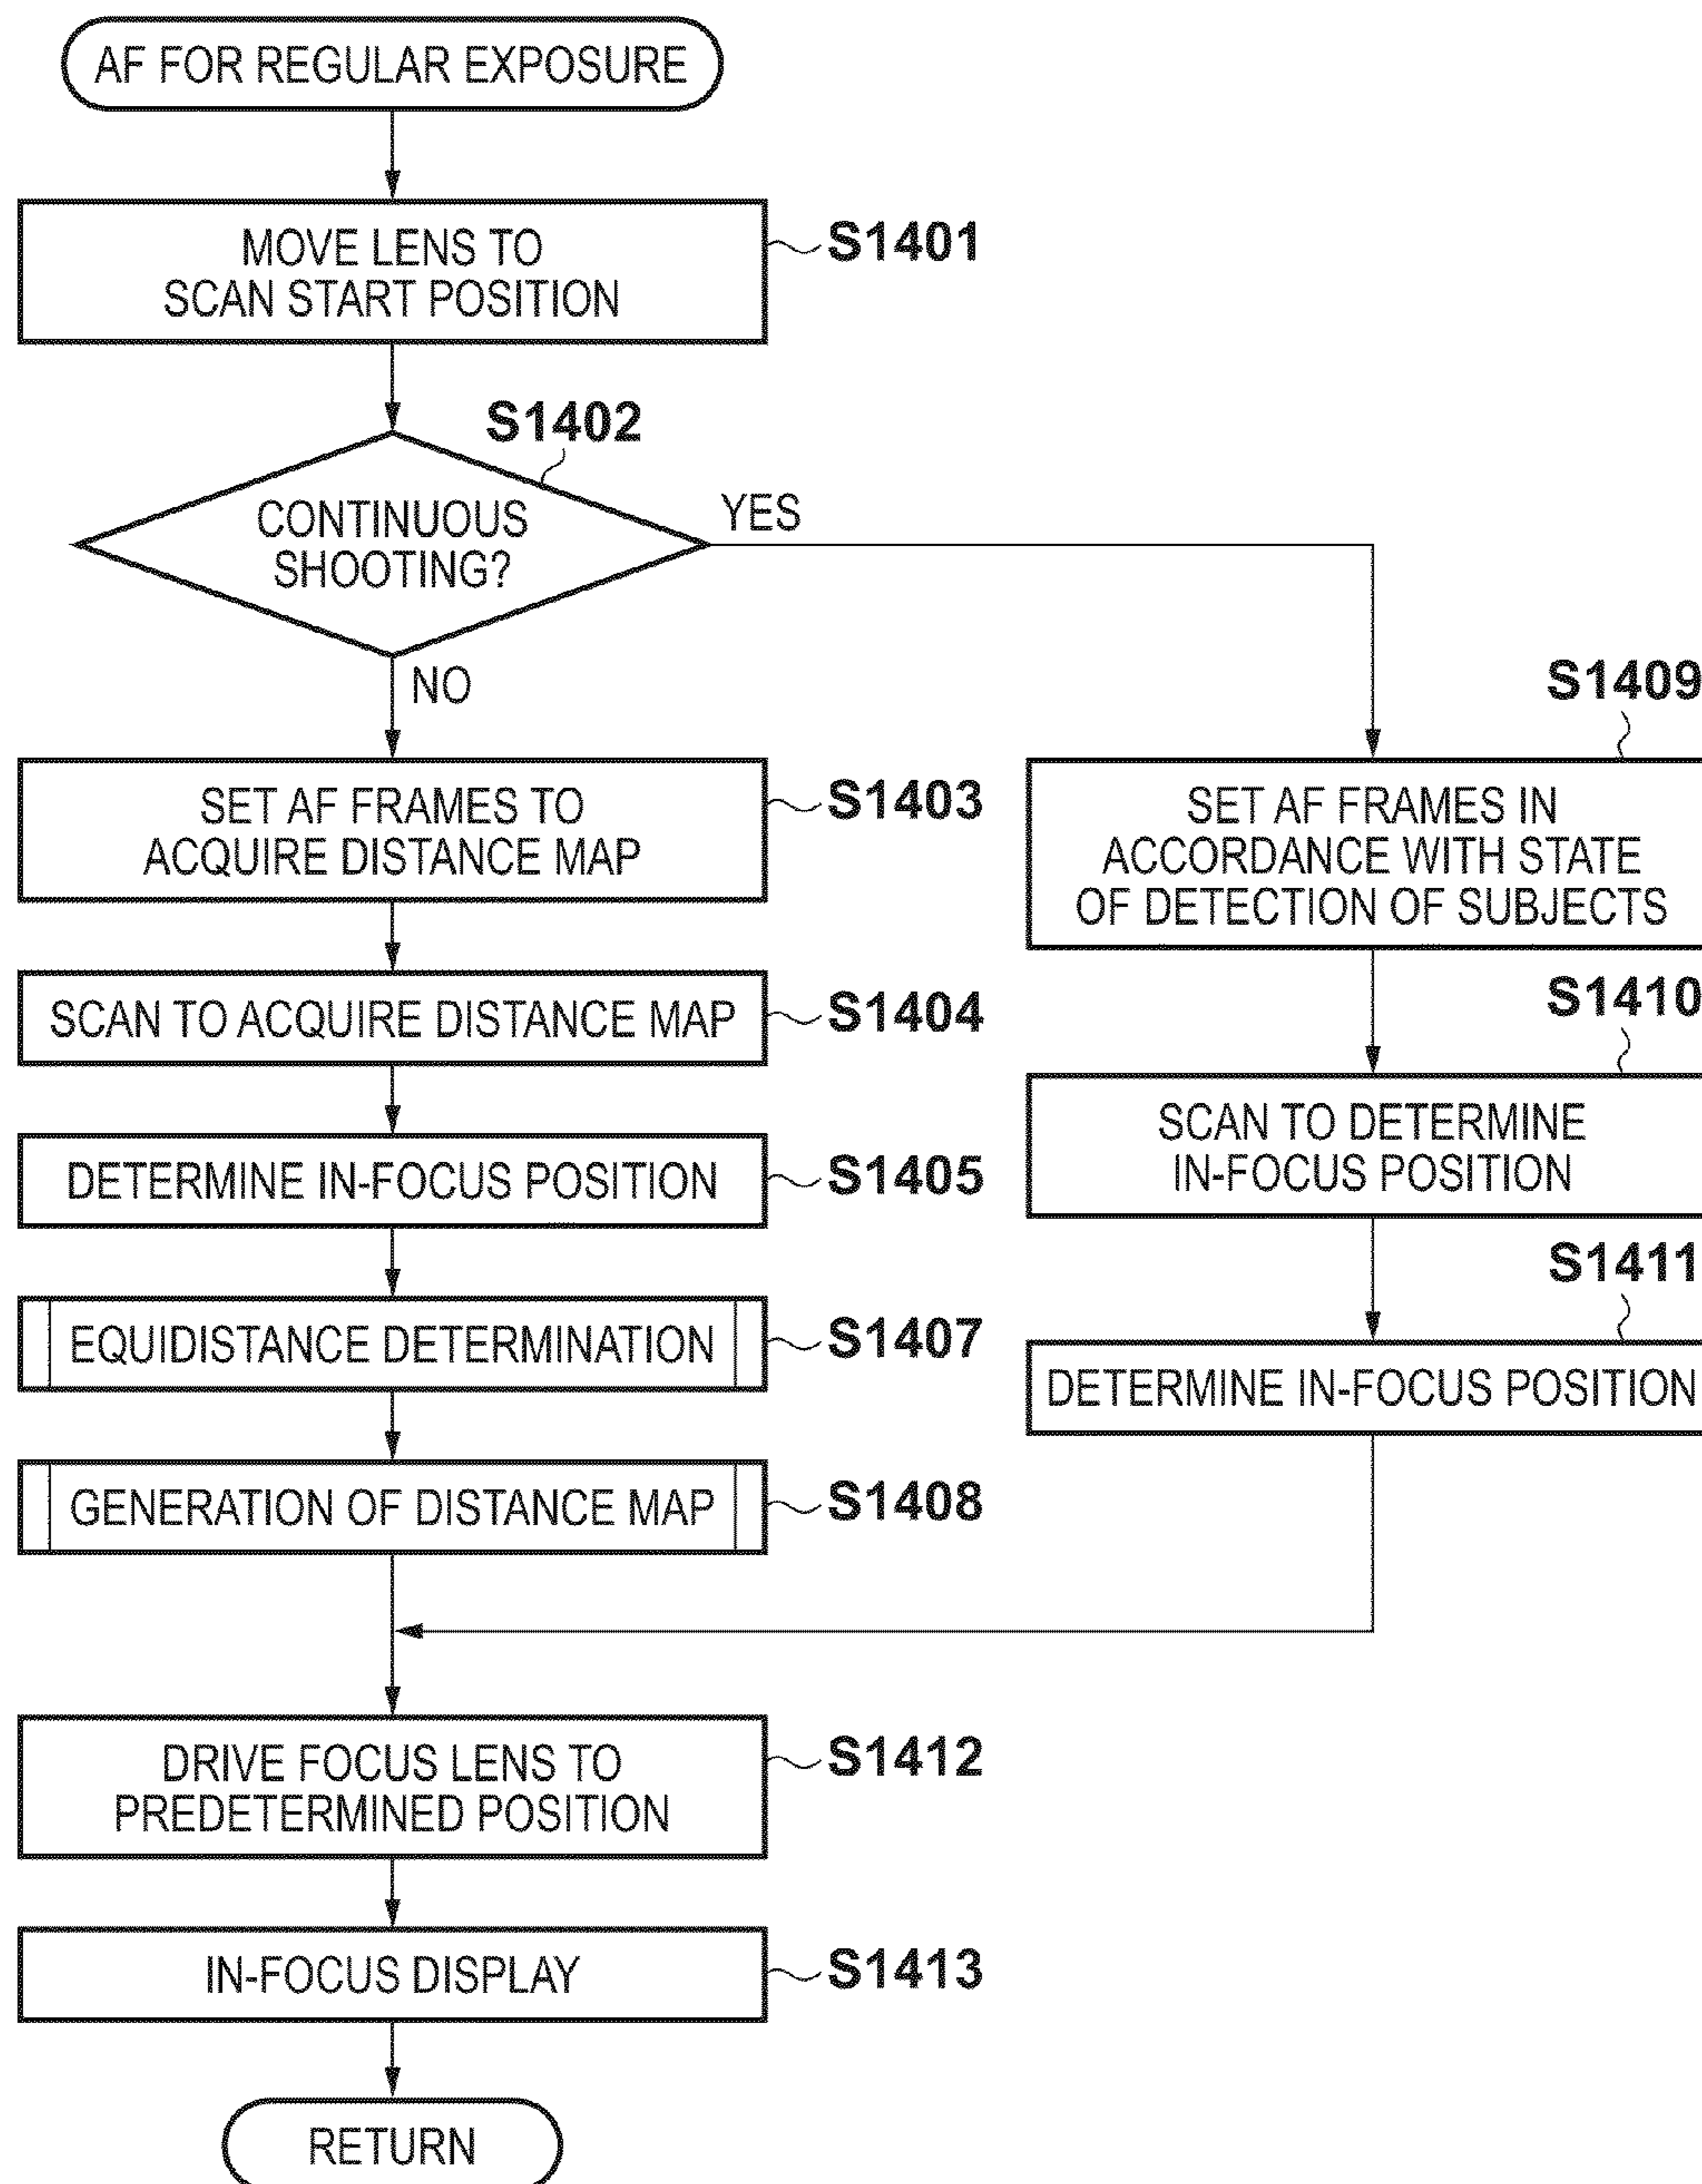 AF FOR REGULAR EXPOSURE
MOVE LENS TO
SCAN START POSITION
S1401
S1402
CONTINUOUS
SHOOTING?
YES
NO
SET AF FRAMES TO
ACQUIRE DISTANCE MAP
S1403
SCAN TO ACQUIRE DISTANCE MAP
S1404
DETERMINE IN-FOCUS POSITION
S1405
EQUIDISTANCE DETERMINATION
S1407
GENERATION OF DISTANCE MAP
S1408
S1409
SET AF FRAMES IN
ACCORDANCE WITH STATE
OF DETECTION OF SUBJECTS
S1410
SCAN TO DETERMINE
IN-FOCUS POSITION
S1411
DETERMINE IN-FOCUS POSITION
DRIVE FOCUS LENS TO
PREDETERMINED POSITION
S1412
IN-FOCUS DISPLAY
S1413
RETURN